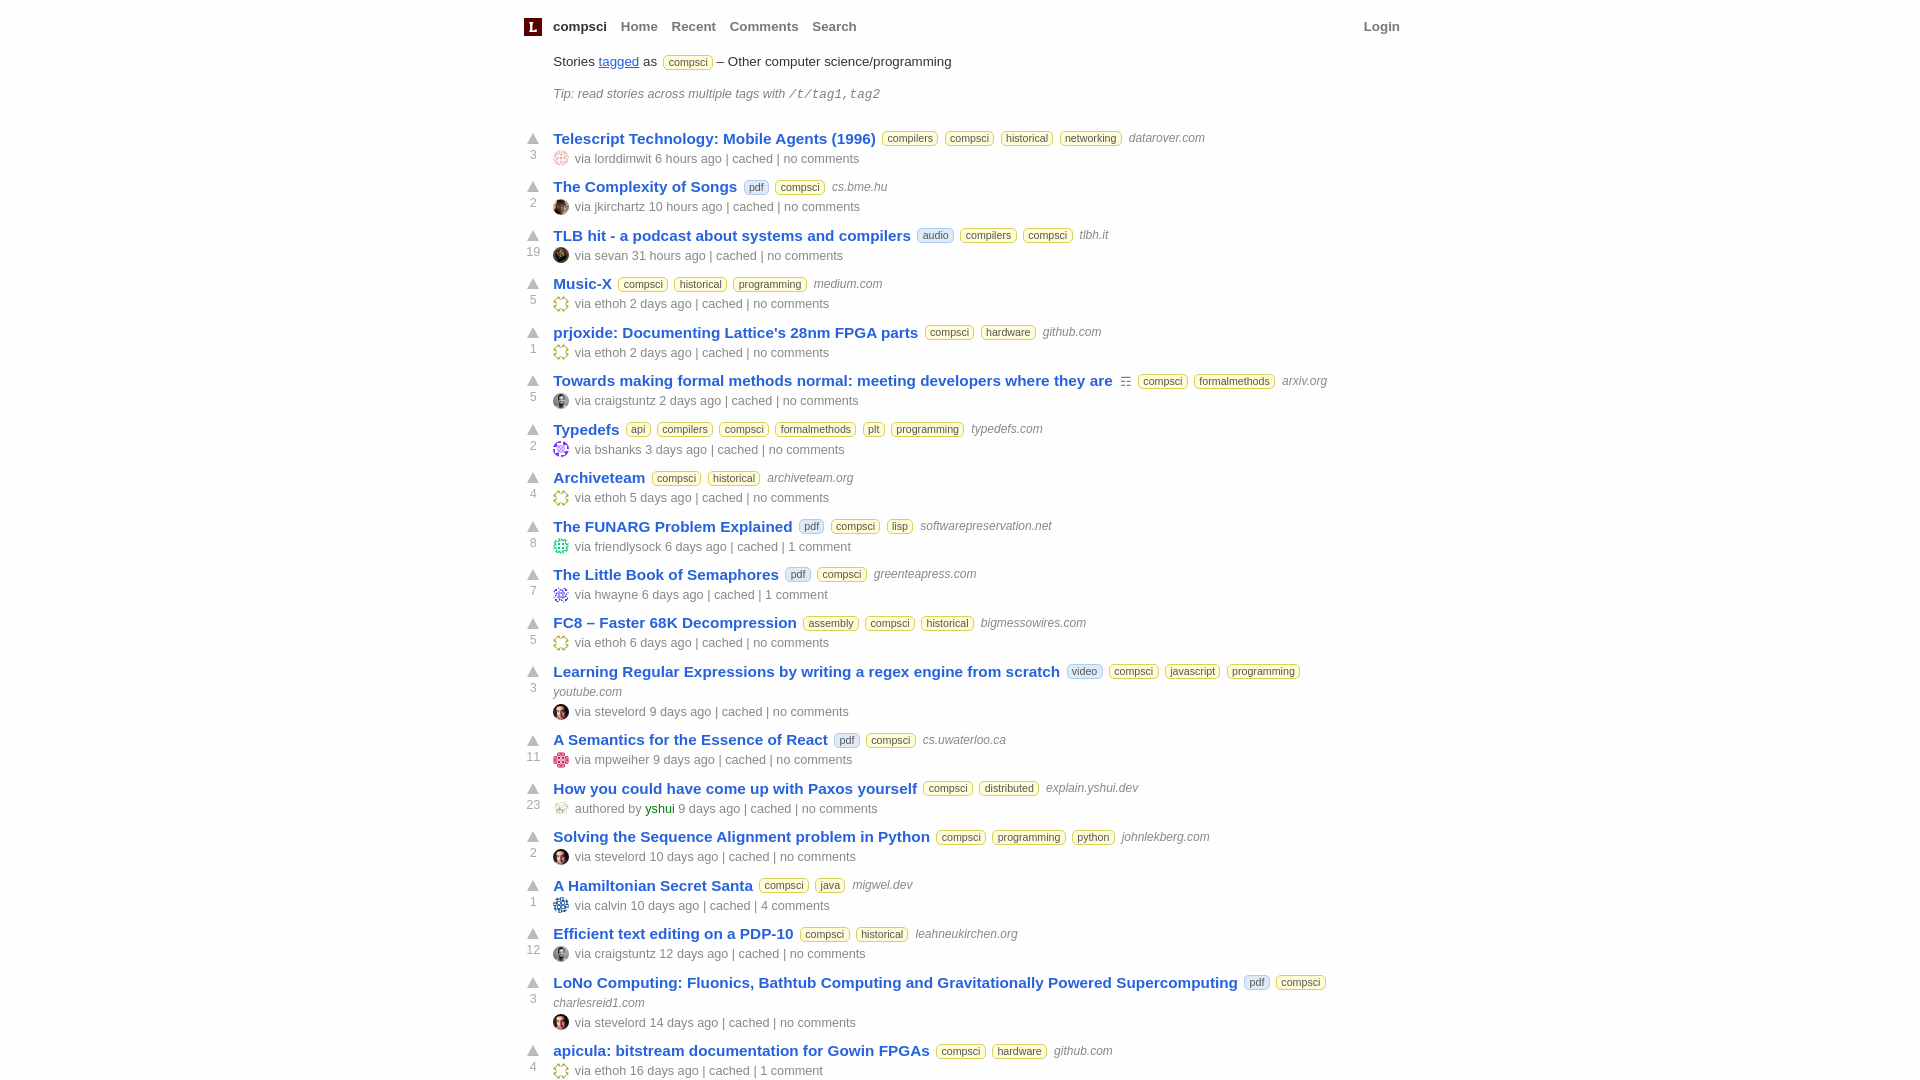 L compsci Home Recent Comments Search Login
Stories tagged as compsci – Other computer science/programming
Tip: read stories across multiple tags with /t/tag1,tag2
Telescript Technology: Mobile Agents (1996) compilers compsci historical networking datarover.com
3 via lorddimwit 6 hours ago | cached | no comments
The Complexity of Songs pdf compsci cs.bme.hu
2 via jkirchartz 10 hours ago | cached | no comments
TLB hit - a podcast about systems and compilers audio compilers compsci tlbh.it
19 via sevan 31 hours ago | cached | no comments
Music-X compsci historical programming medium.com
5 via ethoh 2 days ago | cached | no comments
prjoxide: Documenting Lattice's 28nm FPGA parts compsci hardware github.com
1 via ethoh 2 days ago | cached | no comments
Towards making formal methods normal: meeting developers where they are ☶ compsci formalmethods arxiv.org
5 via craigstuntz 2 days ago | cached | no comments
Typedefs api compilers compsci formalmethods plt programming typedefs.com
2 via bshanks 3 days ago | cached | no comments
Archiveteam compsci historical archiveteam.org
4 via ethoh 5 days ago | cached | no comments
The FUNARG Problem Explained pdf compsci lisp softwarepreservation.net
8 via friendlysock 6 days ago | cached | 1 comment
The Little Book of Semaphores pdf compsci greenteapress.com
7 via hwayne 6 days ago | cached | 1 comment
FC8 – Faster 68K Decompression assembly compsci historical bigmessowires.com
5 via ethoh 6 days ago | cached | no comments
Learning Regular Expressions by writing a regex engine from scratch video compsci javascript programming
youtube.com
3 via stevelord 9 days ago | cached | no comments
A Semantics for the Essence of React pdf compsci cs.uwaterloo.ca
11 via mpweiher 9 days ago | cached | no comments
How you could have come up with Paxos yourself compsci distributed explain.yshui.dev
23 authored by yshui 9 days ago | cached | no comments
Solving the Sequence Alignment problem in Python compsci programming python johnlekberg.com
2 via stevelord 10 days ago | cached | no comments
A Hamiltonian Secret Santa compsci java migwel.dev
1 via calvin 10 days ago | cached | 4 comments
Efficient text editing on a PDP-10 compsci historical leahneukirchen.org
12 via craigstuntz 12 days ago | cached | no comments
LoNo Computing: Fluonics, Bathtub Computing and Gravitationally Powered Supercomputing pdf compsci
charlesreid1.com
3 via stevelord 14 days ago | cached | no comments
apicula: bitstream documentation for Gowin FPGAs compsci hardware github.com
4 via ethoh 16 days ago | cached | 1 comment